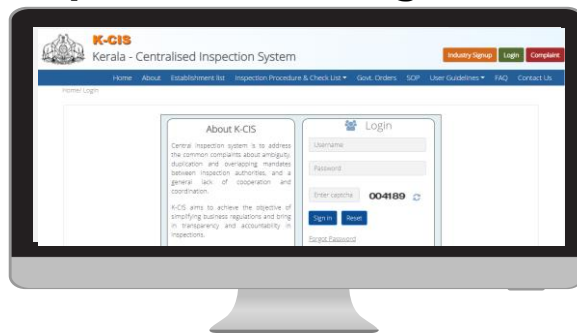 K-CIS
Kerala - Centralised Inspection System
Industry Signup Login Complaint
Home About Establishment list Inspection Procedure & Check List Govt. Orders SOP User Guidelines FAQ Contact Us
Home/ Login
About K-CIS
Central inspection system is to address
the common complaints about ambiguity,
duplication and overlapping mandates
between inspection authorities, and a
general lack of cooperation and
coordination.
K-CIS aims to achieve the objective of
simplifying business regulations and bring
in transparency and accountability in
inspections.
Login
Username
Password
Enter captcha 004189
Sign In Reset
Forgot Password